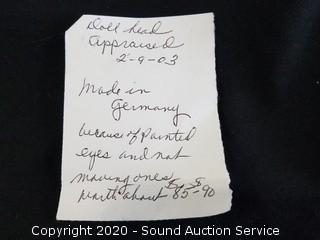 Doll head
appraised
2-9-03
Made in
Germany
because of Painted
eyes and not
moving ones
worth about 85-90
Copyright 2020 - Sound Auction Service